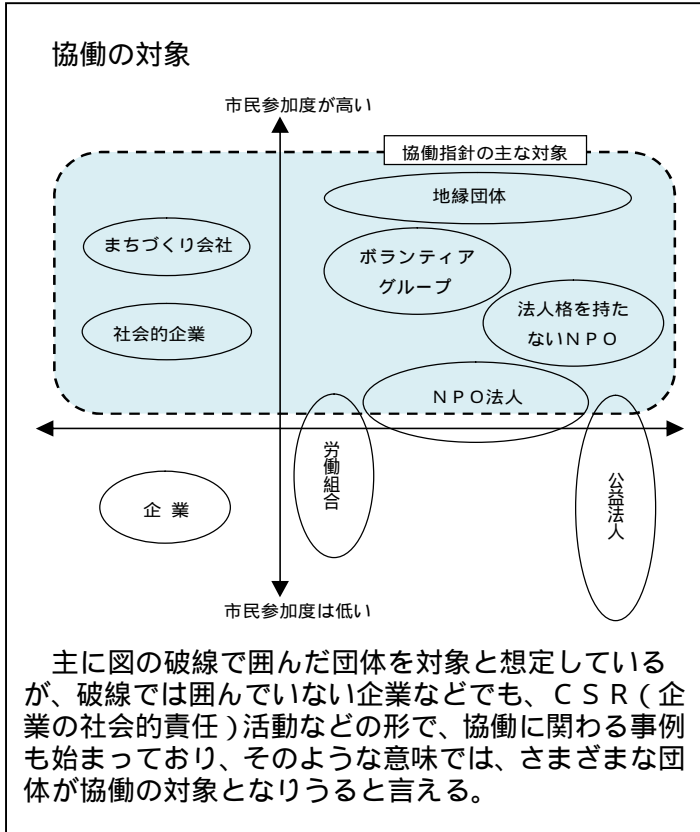 協働の対象
市民参加度が高い
協働指針の主な対象
地縁団体
まちづくり会社
ボランティア
グループ
社会的企業
法人格を持た
ないＮＰＯ
ＮＰＯ法人
労働組合
公益法人
企 業
市民参加度は低い
主に図の破線で囲んだ団体を対象と想定している
が、破線では囲んでいない企業などでも、ＣＳＲ（企
業の社会的責任）活動などの形で、協働に関わる事例
も始まっており、そのような意味では、さまざまな団
体が協働の対象となりうると言える。